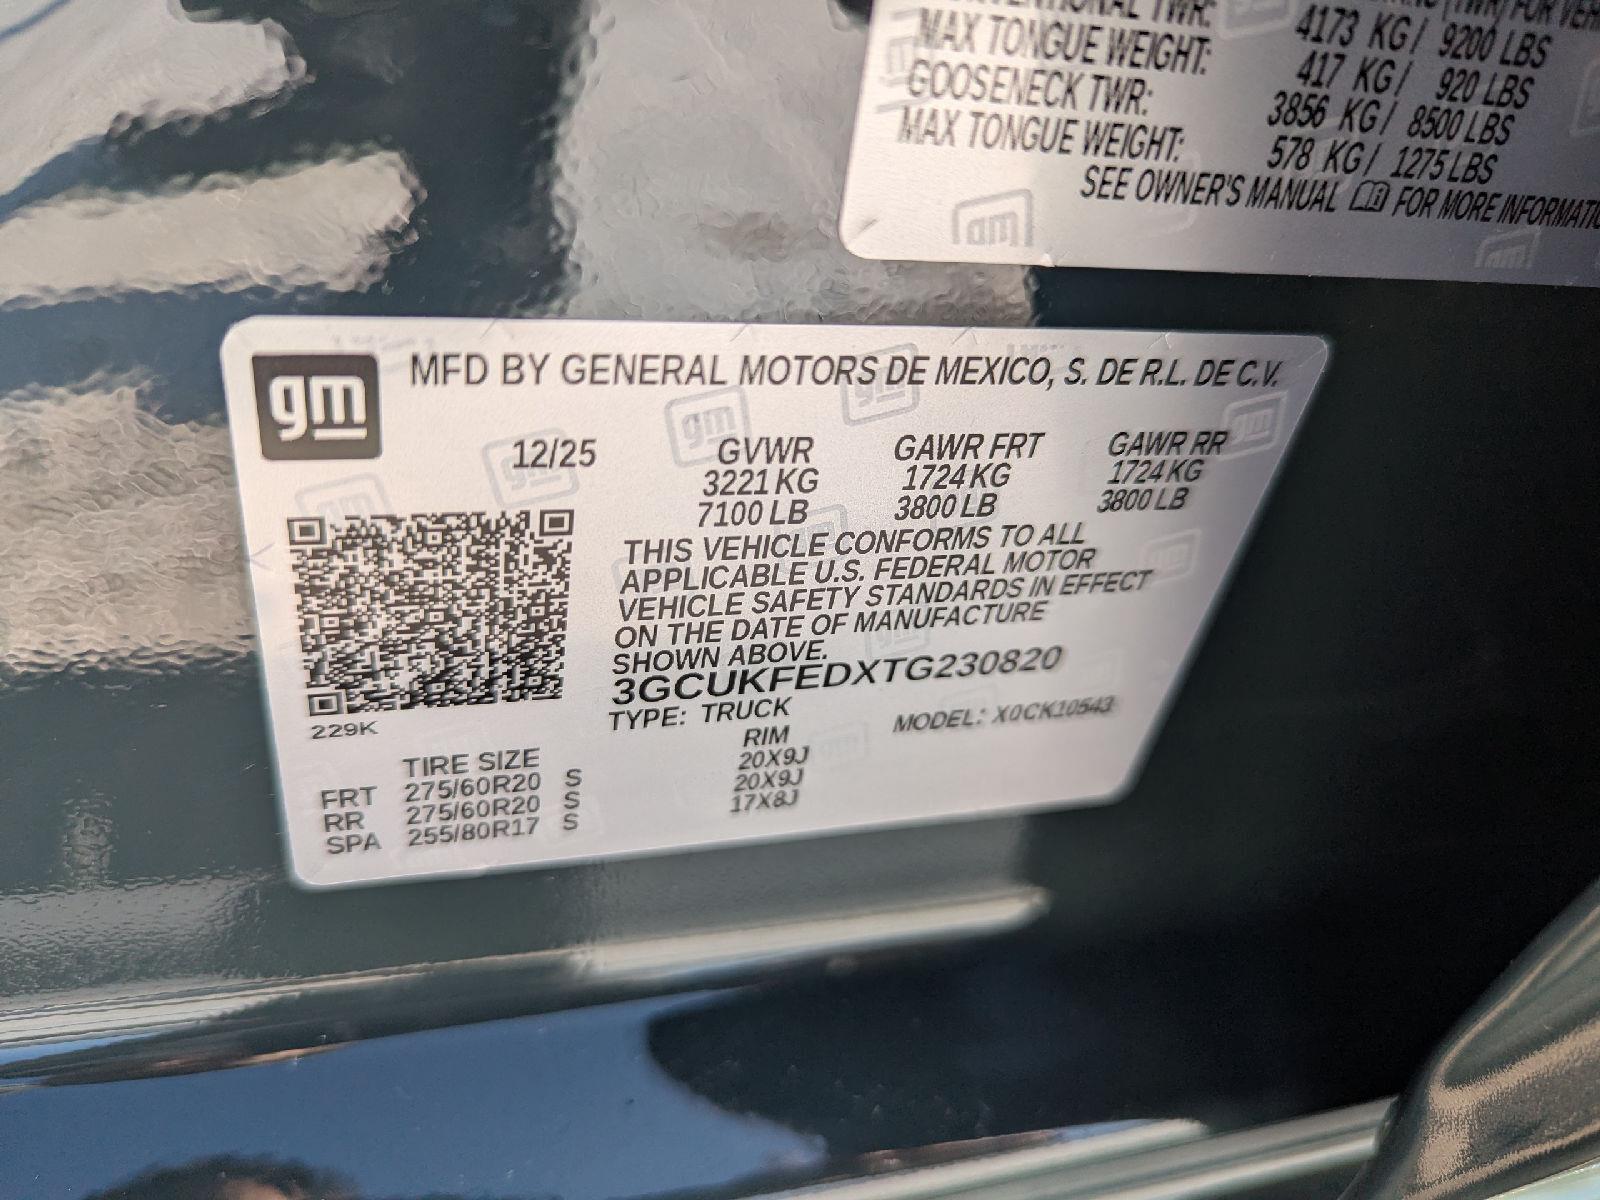 TWR:
4173 KG/ 9200 LBS
MAX TONGUE WEIGHT: 417 KG/ 920 LBS
GOOSENECK TWR: 3856 KG/ 8500 LBS
MAX TONGUE WEIGHT: 578 KG/ 1275 LBS
SEE OWNER'S MANUAL FOR MORE INFORMATIO
gm
gm MFD BY GENERAL MOTORS DE MEXICO, S. DE R.L. DE C.V.
12/25 GVWR GAWR FRT GAWR RR
3221 KG 1724 KG 1724 KG
7100 LB 3800 LB 3800 LB
THIS VEHICLE CONFORMS TO ALL
APPLICABLE U.S. FEDERAL MOTOR
VEHICLE SAFETY STANDARDS IN EFFECT
ON THE DATE OF MANUFACTURE
SHOWN ABOVE.
3GCUKFEDXTG230820
229K TYPE: TRUCK MODEL: X0CK10543
TIRE SIZE RIM
FRT 275/60R20 S 20X9J
RR 275/60R20 S 20X9J
SPA 255/80R17 S 17X8J